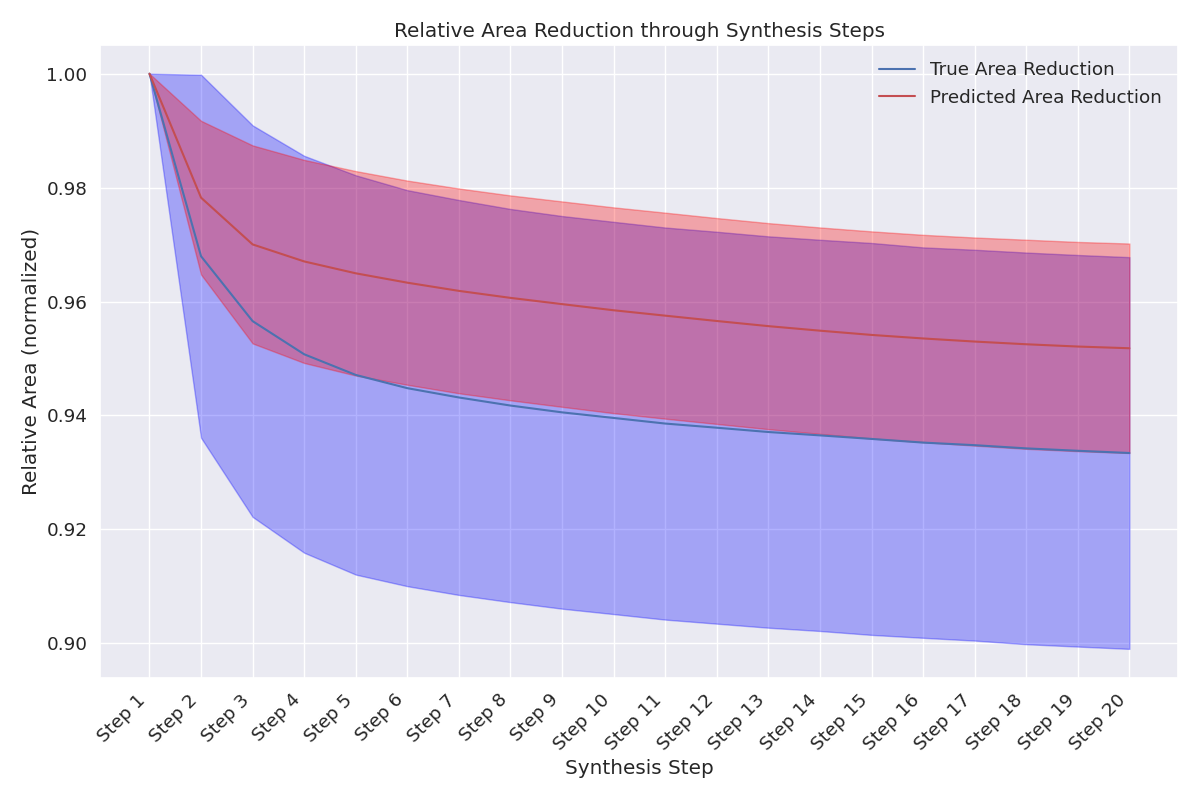 Relative Area Reduction through Synthesis Steps
True Area Reduction
Predicted Area Reduction
Relative Area (normalized)
1.00
0.98
0.96
0.94
0.92
0.90
Step 1
Step 2
Step 3
Step 4
Step 5
Step 6
Step 7
Step 8
Step 9
Step 10
Step 11
Step 12
Step 13
Step 14
Step 15
Step 16
Step 17
Step 18
Step 19
Step 20
Synthesis Step